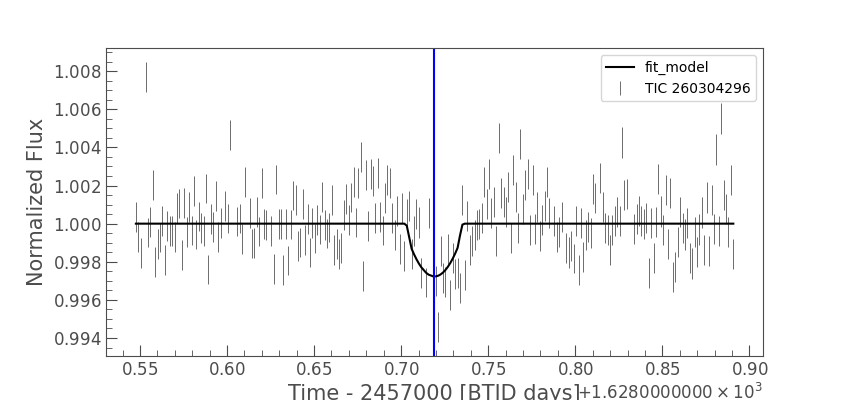 1.008
1.006
1.004
1.002
1.000
0.998
0.996
0.994
Normalized Flux
fit_model
TIC 260304296
0.55 0.60 0.65 0.70 0.75 0.80 0.85 0.90
Time - 2457000 [BTJD days]
+1.6280000000 × 10³